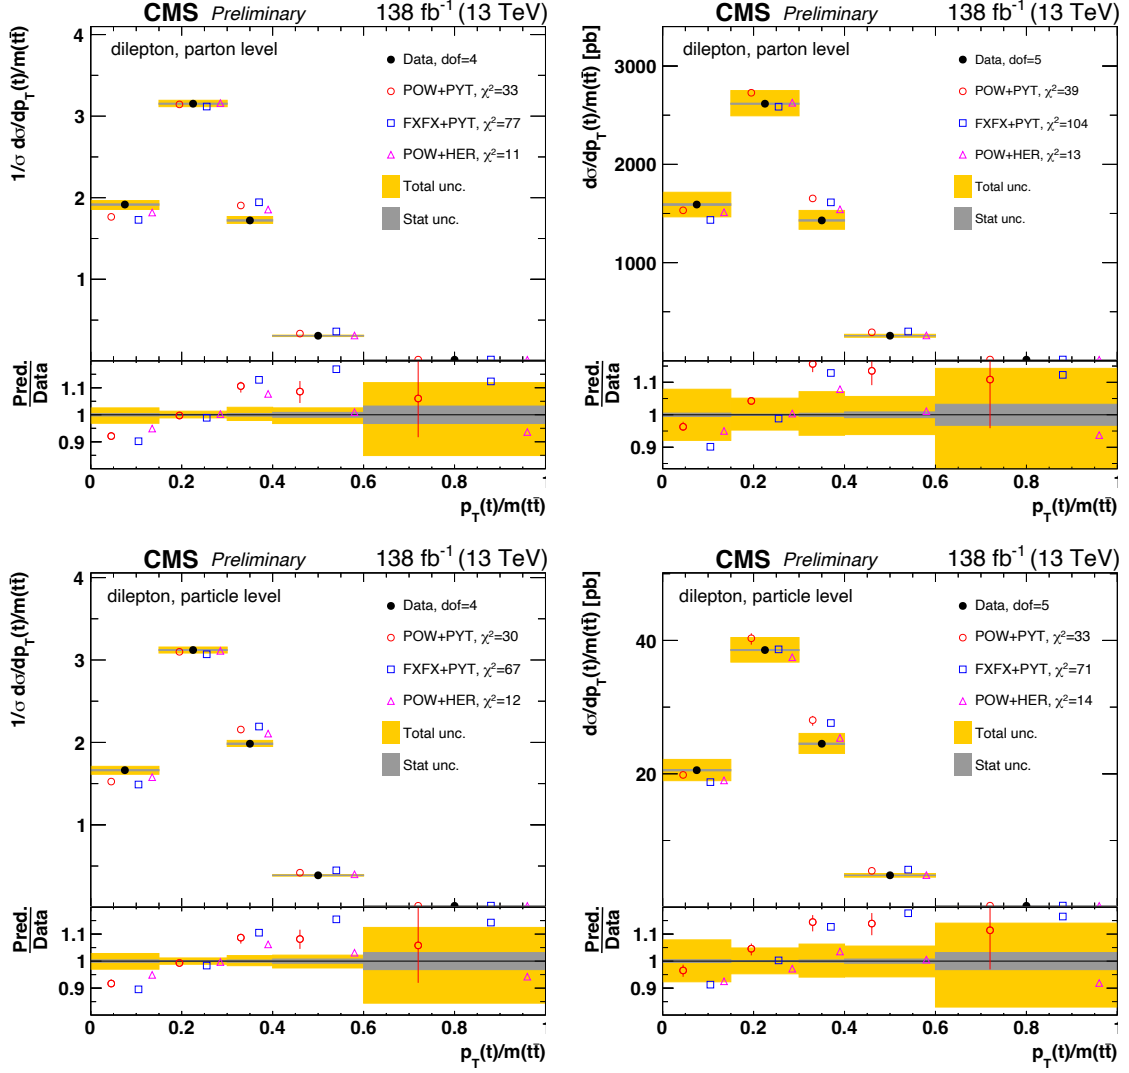 CMS Preliminary 138 fb⁻¹ (13 TeV)
dilepton, parton level
1/σ dσ/dp_T(t)/m(tt̄)
4
3
2
1
Data, dof=4
POW+PYT, χ²=33
FXFX+PYT, χ²=77
POW+HER, χ²=11
Total unc.
Stat unc.
Pred.
Data
1.1
1
0.9
0 0.2 0.4 0.6 0.8 1
p_T(t)/m(tt̄)
CMS Preliminary 138 fb⁻¹ (13 TeV)
dilepton, parton level
dσ/dp_T(t)/m(tt̄) [pb]
3000
2000
1000
Data, dof=5
POW+PYT, χ²=39
FXFX+PYT, χ²=104
POW+HER, χ²=13
Total unc.
Stat unc.
Pred.
Data
1.1
1
0.9
0 0.2 0.4 0.6 0.8 1
p_T(t)/m(tt̄)
CMS Preliminary 138 fb⁻¹ (13 TeV)
dilepton, particle level
1/σ dσ/dp_T(t)/m(tt̄)
4
3
2
1
Data, dof=4
POW+PYT, χ²=30
FXFX+PYT, χ²=67
POW+HER, χ²=12
Total unc.
Stat unc.
Pred.
Data
1.1
1
0.9
0 0.2 0.4 0.6 0.8 1
p_T(t)/m(tt̄)
CMS Preliminary 138 fb⁻¹ (13 TeV)
dilepton, particle level
dσ/dp_T(t)/m(tt̄) [pb]
40
20
Data, dof=5
POW+PYT, χ²=33
FXFX+PYT, χ²=71
POW+HER, χ²=14
Total unc.
Stat unc.
Pred.
Data
1.1
1
0.9
0 0.2 0.4 0.6 0.8 1
p_T(t)/m(tt̄)